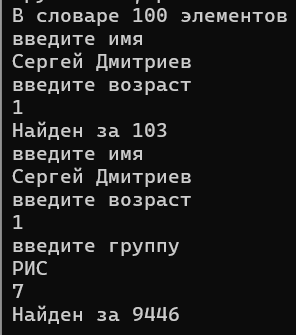 В словаре 100 элементов
введите имя
Сергей Дмитриев
введите возраст
1
Найден за 103
введите имя
Сергей Дмитриев
введите возраст
1
введите группу
РИС
7
Найден за 9446